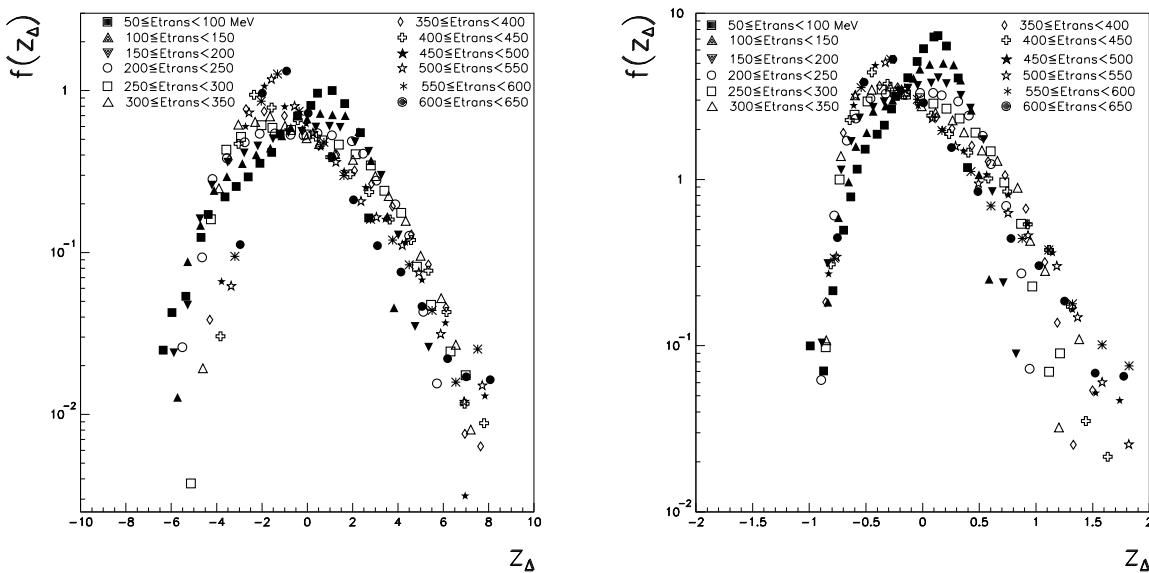 f(z_Δ)
■ 50≤Etrans<100 MeV
▲ 100≤Etrans<150
▼ 150≤Etrans<200
○ 200≤Etrans<250
□ 250≤Etrans<300
△ 300≤Etrans<350
◇ 350≤Etrans<400
✚ 400≤Etrans<450
★ 450≤Etrans<500
☆ 500≤Etrans<550
✳ 550≤Etrans<600
● 600≤Etrans<650
1
10⁻¹
10⁻²
-10 -8 -6 -4 -2 0 2 4 6 8 10
z_Δ
f(z_Δ)
■ 50≤Etrans<100 MeV
▲ 100≤Etrans<150
▼ 150≤Etrans<200
○ 200≤Etrans<250
□ 250≤Etrans<300
△ 300≤Etrans<350
◇ 350≤Etrans<400
✚ 400≤Etrans<450
★ 450≤Etrans<500
☆ 500≤Etrans<550
✳ 550≤Etrans<600
● 600≤Etrans<650
10
1
10⁻¹
10⁻²
-2 -1.5 -1 -0.5 0 0.5 1 1.5 2
z_Δ